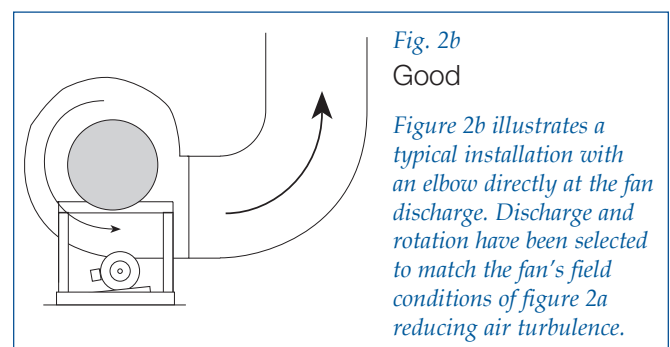 Fig. 2b
Good
Figure 2b illustrates a
typical installation with
an elbow directly at the fan
discharge. Discharge and
rotation have been selected
to match the fan's field
conditions of figure 2a
reducing air turbulence.